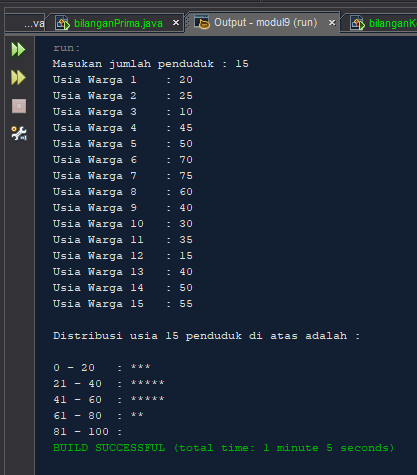 ...va
bilanganPrima.java
Output - modul9 (run)
bilanganK
run:
Masukan jumlah penduduk : 15
Usia Warga 1 : 20
Usia Warga 2 : 25
Usia Warga 3 : 10
Usia Warga 4 : 45
Usia Warga 5 : 50
Usia Warga 6 : 70
Usia Warga 7 : 75
Usia Warga 8 : 60
Usia Warga 9 : 40
Usia Warga 10 : 30
Usia Warga 11 : 35
Usia Warga 12 : 15
Usia Warga 13 : 40
Usia Warga 14 : 50
Usia Warga 15 : 55
Distribusi usia 15 penduduk di atas adalah :
0 - 20 : ***
21 - 40 : *****
41 - 60 : *****
61 - 80 : **
81 - 100 :
BUILD SUCCESSFUL (total time: 1 minute 5 seconds)